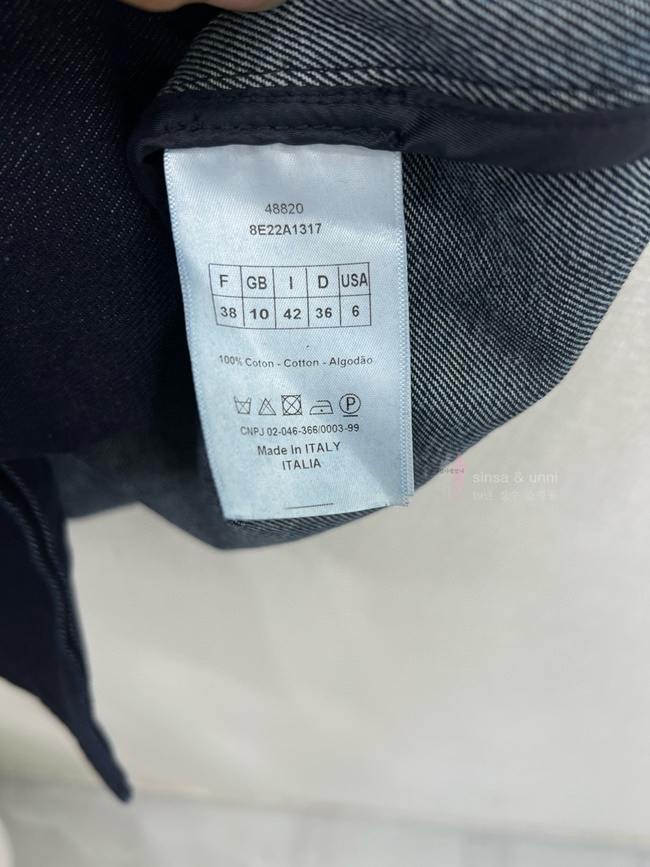 48820
8E22A1317
F GB I D USA
38 10 42 36 6
100% Coton - Cotton - Algodão
P
CNPJ 02-046-366/0003-99
Made in ITALY
ITALIA
sinsa & unni